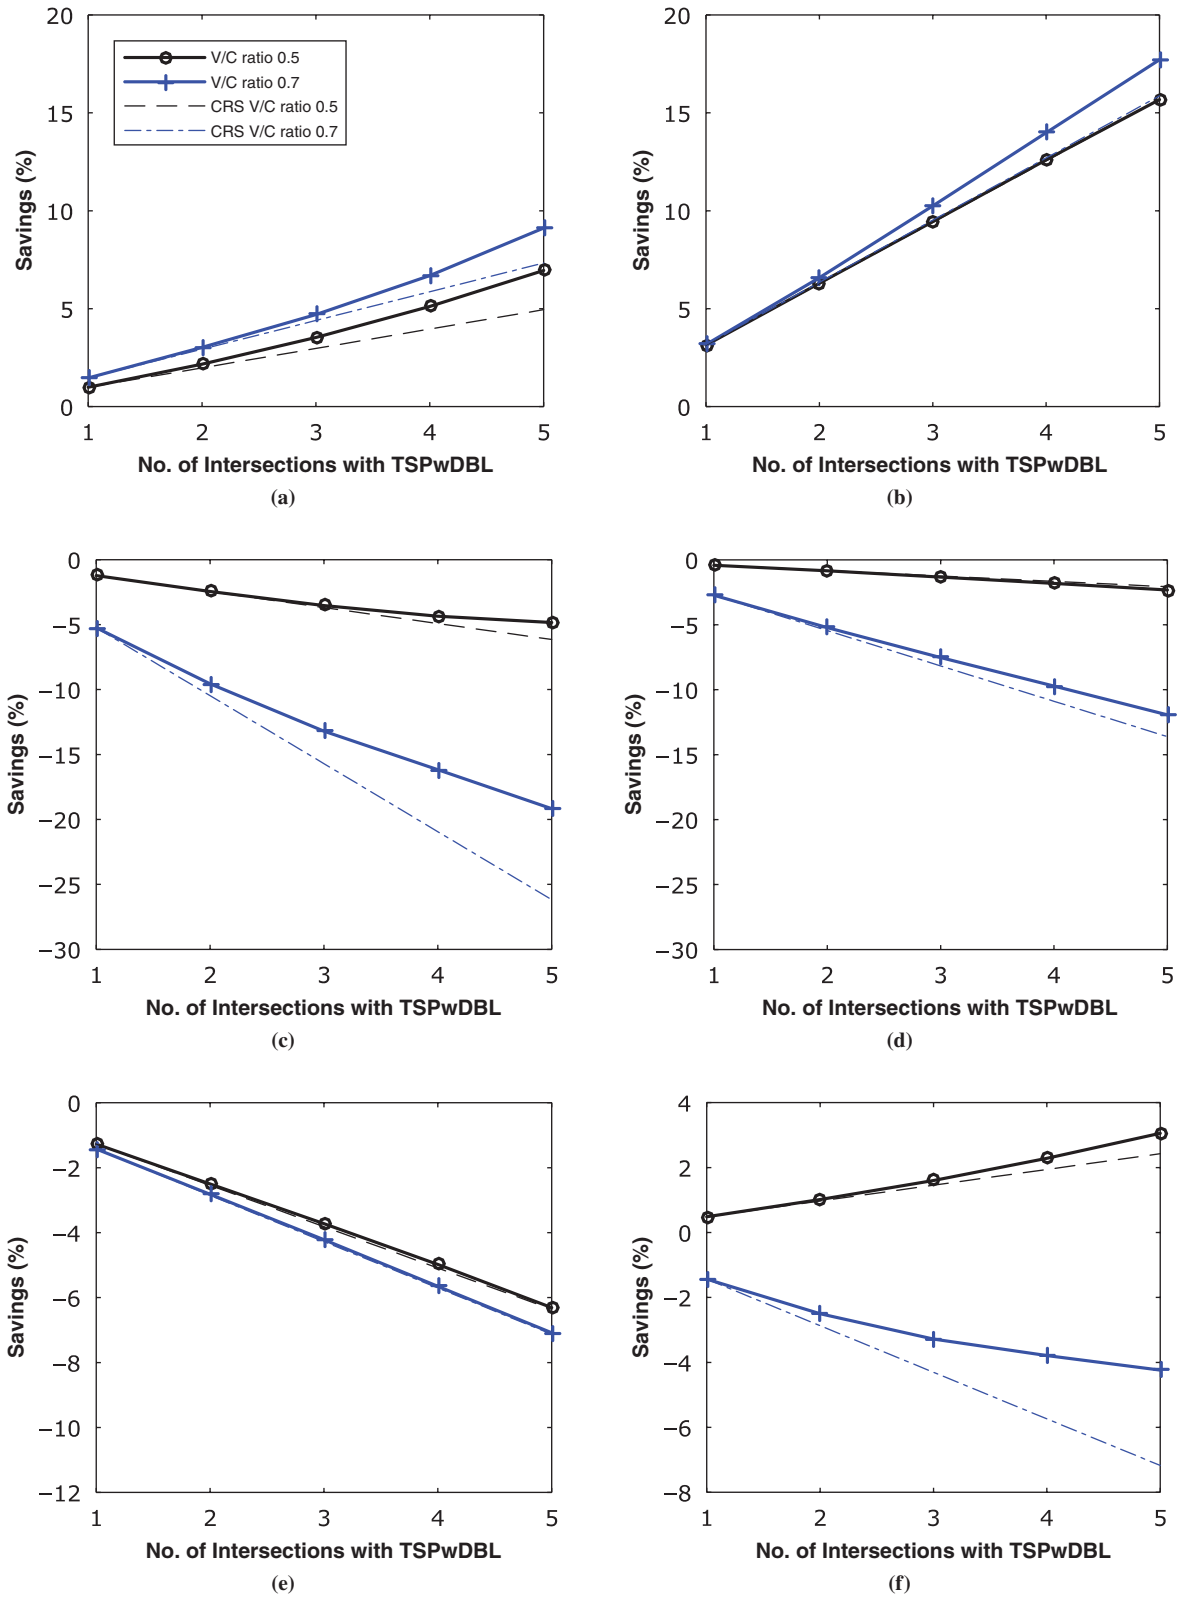 20
15
10
5
0
Savings (%)
V/C ratio 0.5
V/C ratio 0.7
CRS V/C ratio 0.5
CRS V/C ratio 0.7
1 2 3 4 5
No. of Intersections with TSPwDBL
(a)
20
15
10
5
0
Savings (%)
1 2 3 4 5
No. of Intersections with TSPwDBL
(b)
0
−5
−10
−15
−20
−25
−30
Savings (%)
1 2 3 4 5
No. of Intersections with TSPwDBL
(c)
0
−5
−10
−15
−20
−25
−30
Savings (%)
1 2 3 4 5
No. of Intersections with TSPwDBL
(d)
0
−2
−4
−6
−8
−10
−12
Savings (%)
1 2 3 4 5
No. of Intersections with TSPwDBL
(e)
4
2
0
−2
−4
−6
−8
Savings (%)
1 2 3 4 5
No. of Intersections with TSPwDBL
(f)